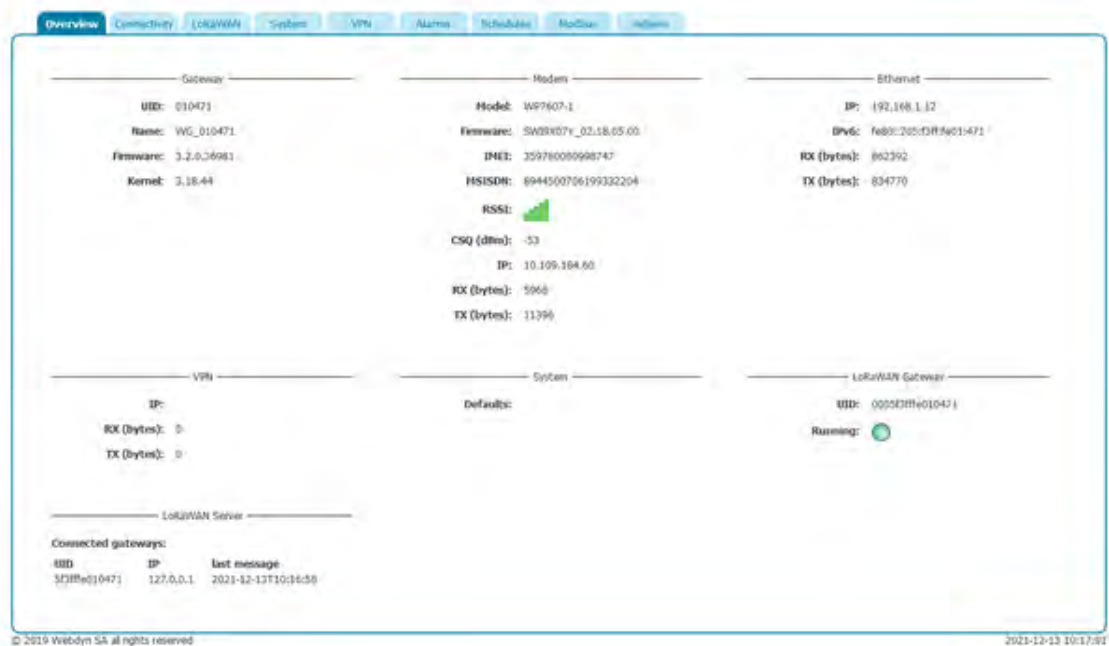 Overview Connectivity LoRaWAN System VPN Alarms Schedules Modbus Actions
Gateway
UID: 010471
Name: WG_010471
Firmware: 3.2.0.36981
Kernel: 3.18.44
Modem
Model: WP7607-1
Firmware: SWI9X07Y_02.18.05.00
IMEI: 359780080998747
MSISDN: 8944500706199332204
RSSI:
CSQ (dBm): -53
IP: 10.109.164.60
RX (bytes): 5968
TX (bytes): 11396
Ethernet
IP: 192.168.1.12
IPv6: fe80::205:f3ff:fe01:471
RX (bytes): 862392
TX (bytes): 834770
VPN
IP:
RX (bytes): 0
TX (bytes): 0
System
Defaults:
LoRaWAN Gateway
UID: 0005f3fffe010471
Running:
LoRaWAN Server
Connected gateways:
UID IP last message
5f3fffe010471 127.0.0.1 2021-12-13T10:16:58
© 2019 Webdyn SA all rights reserved
2021-12-13 10:17:01